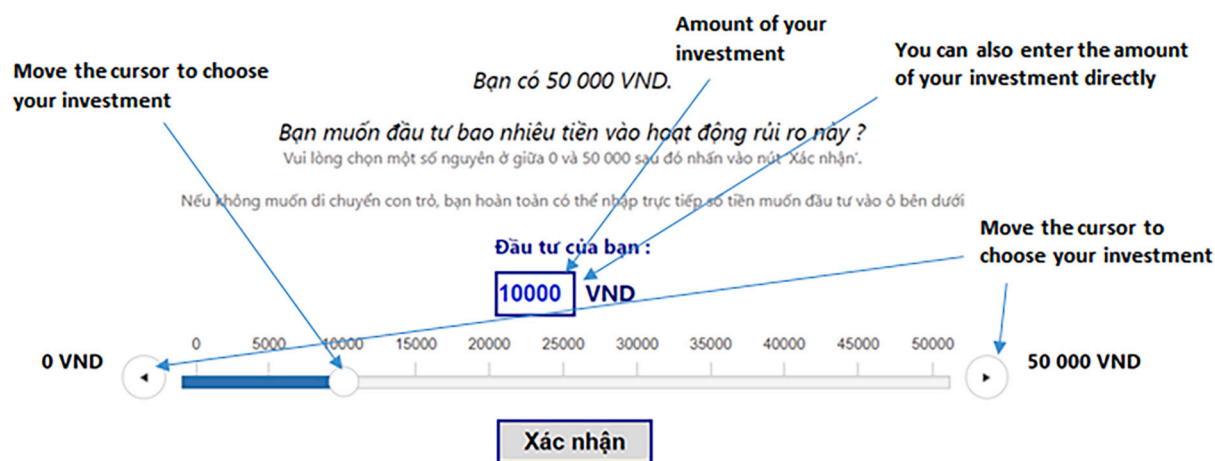 Amount of your
investment
You can also enter the amount
of your investment directly
Move the cursor to choose
your investment
Bạn có 50 000 VND.
Bạn muốn đầu tư bao nhiêu tiền vào hoạt động rủi ro này ?
Vui lòng chọn một số nguyên ở giữa 0 và 50 000 sau đó nhấn vào nút 'Xác nhận'.
Nếu không muốn di chuyển con trỏ, bạn hoàn toàn có thể nhập trực tiếp số tiền muốn đầu tư vào ô bên dưới
Move the cursor to
choose your investment
Đầu tư của bạn :
10000 VND
0 5000 10000 15000 20000 25000 30000 35000 40000 45000 50000
0 VND
50 000 VND
Xác nhận